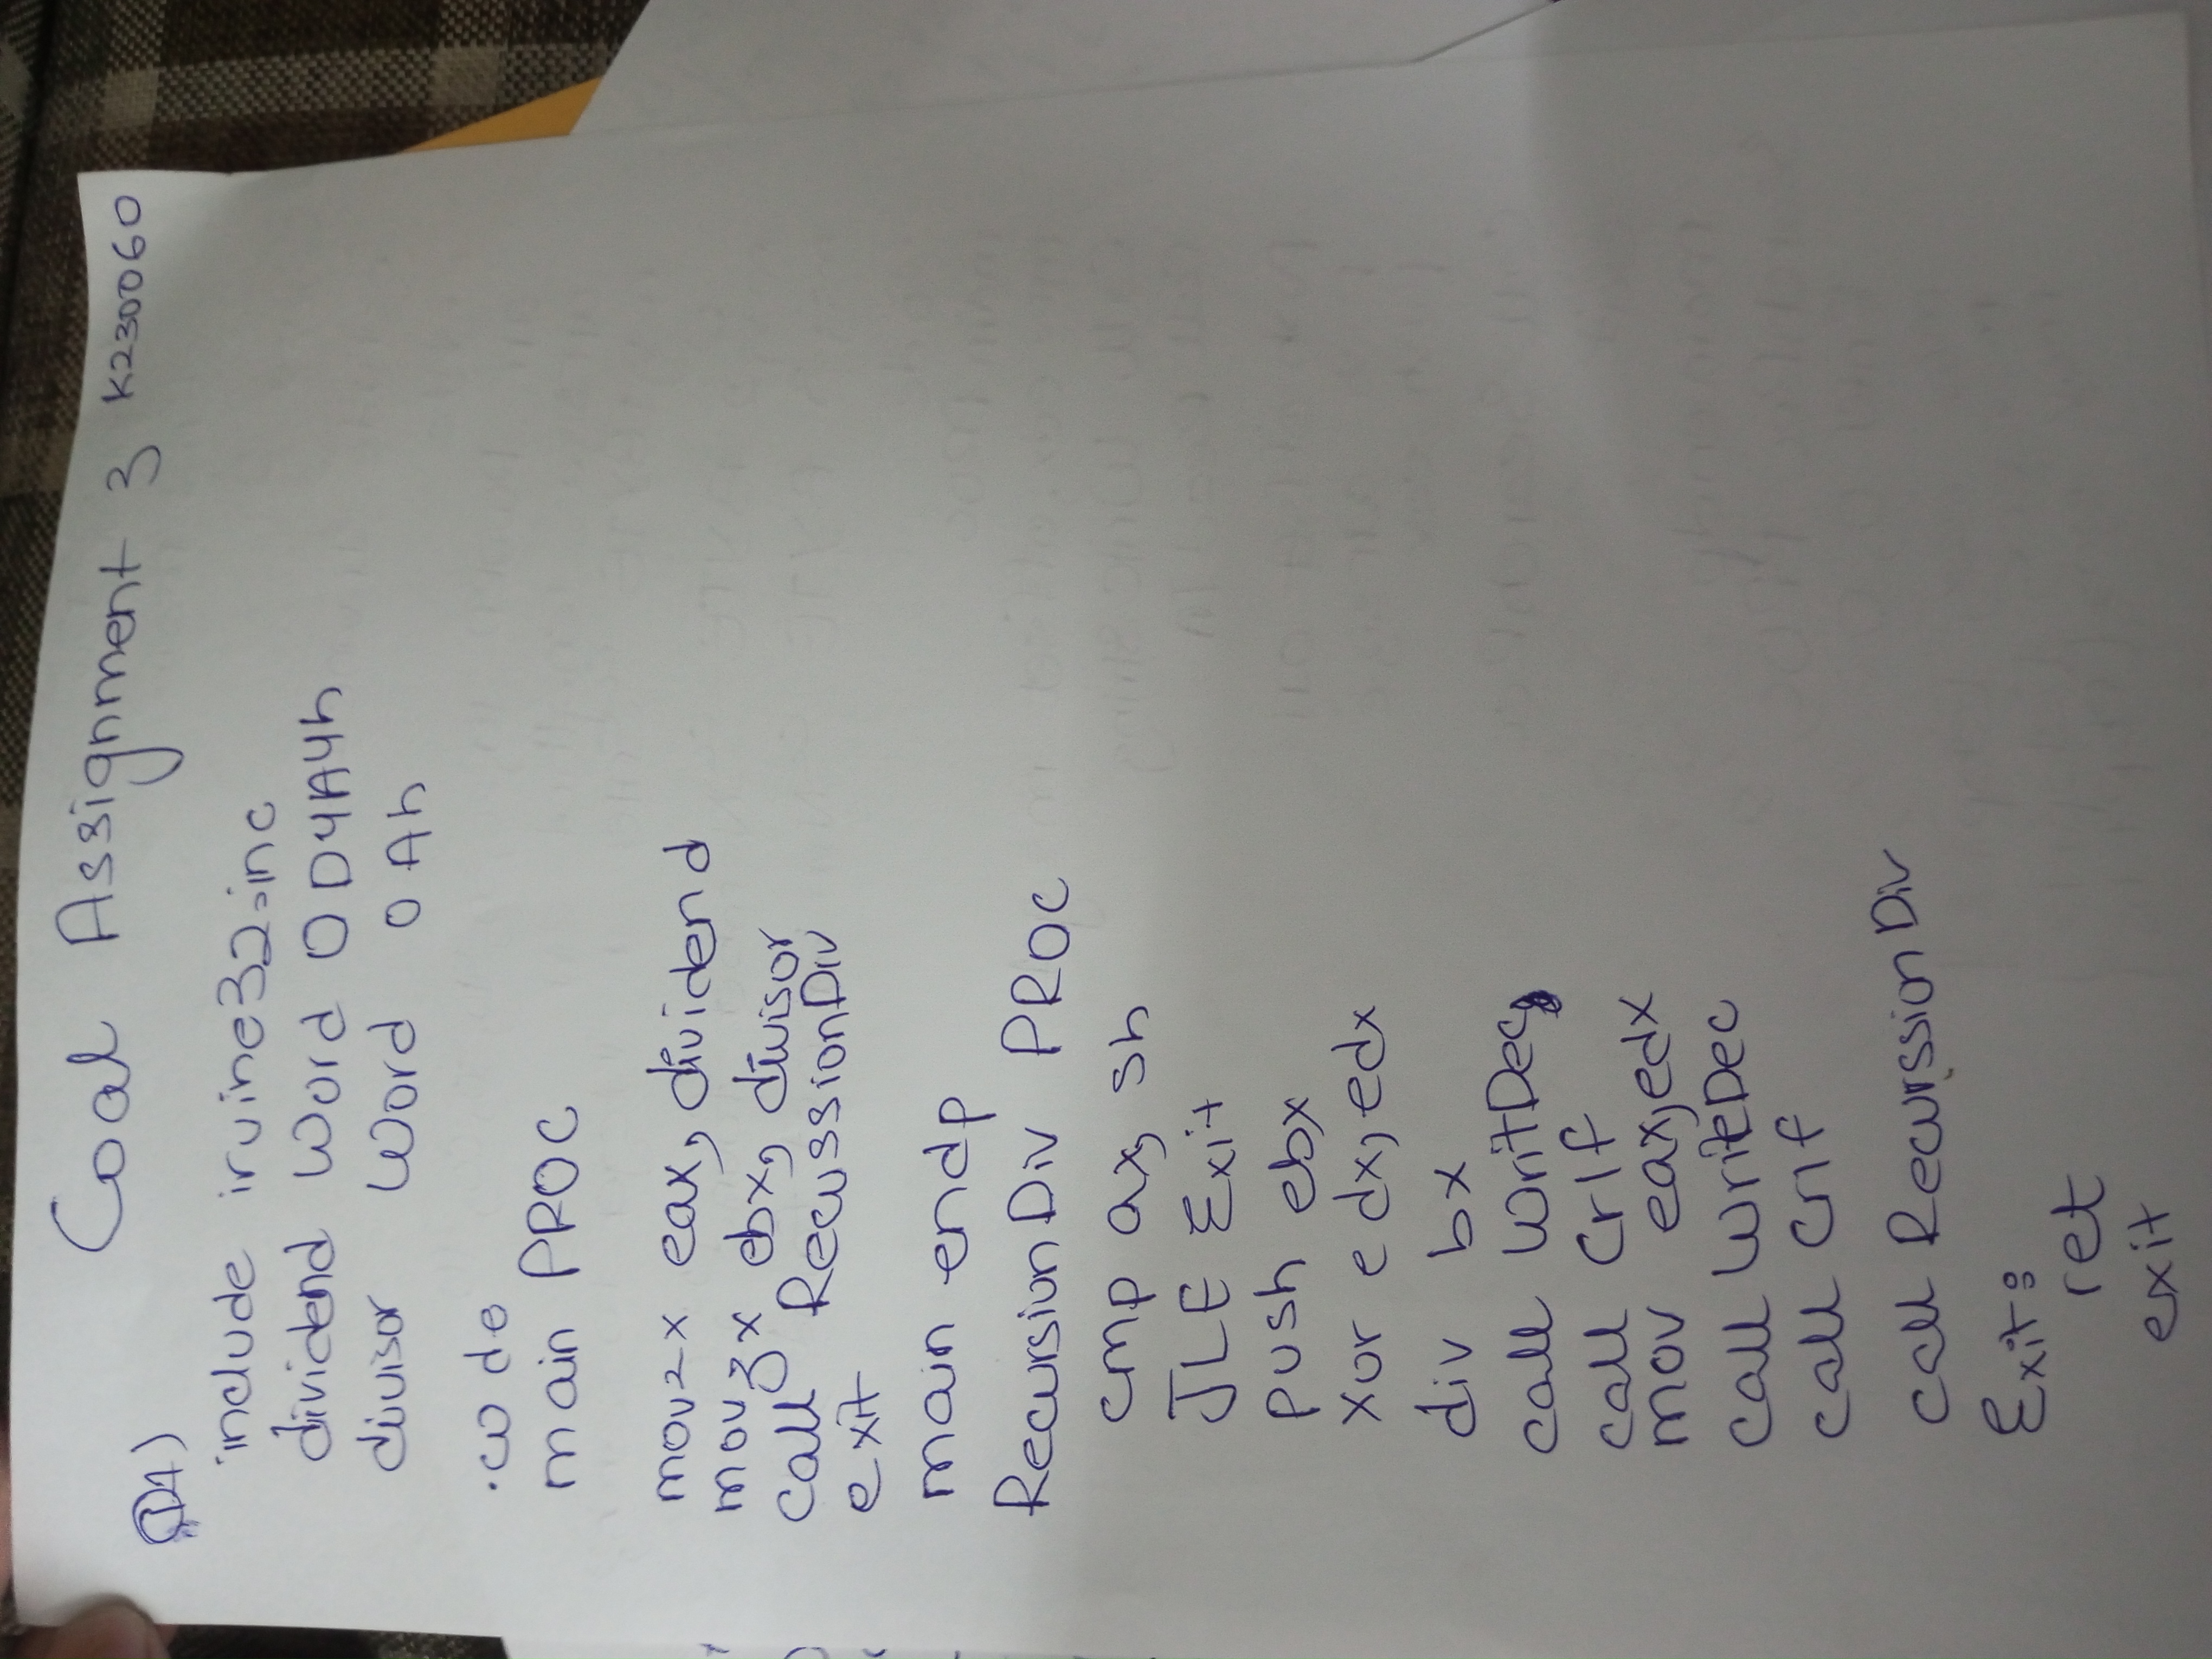 Coal Assignment 3 K230060
Q1)
include irvine32.inc
dividend word 0D4A4h
divisor word 0Ah
.code
main PROC
movzx eax, dividend
movzx ebx, divisor
call RecussionDiv
exit
main endp
RecursionDiv PROC
cmp ax, 5h
JLE Exit
push ebx
xor edx, edx
div bx
call writDec
call Crlf
mov eax, edx
call writeDec
call Crlf
call RecurssionDiv
Exit:
ret
exit